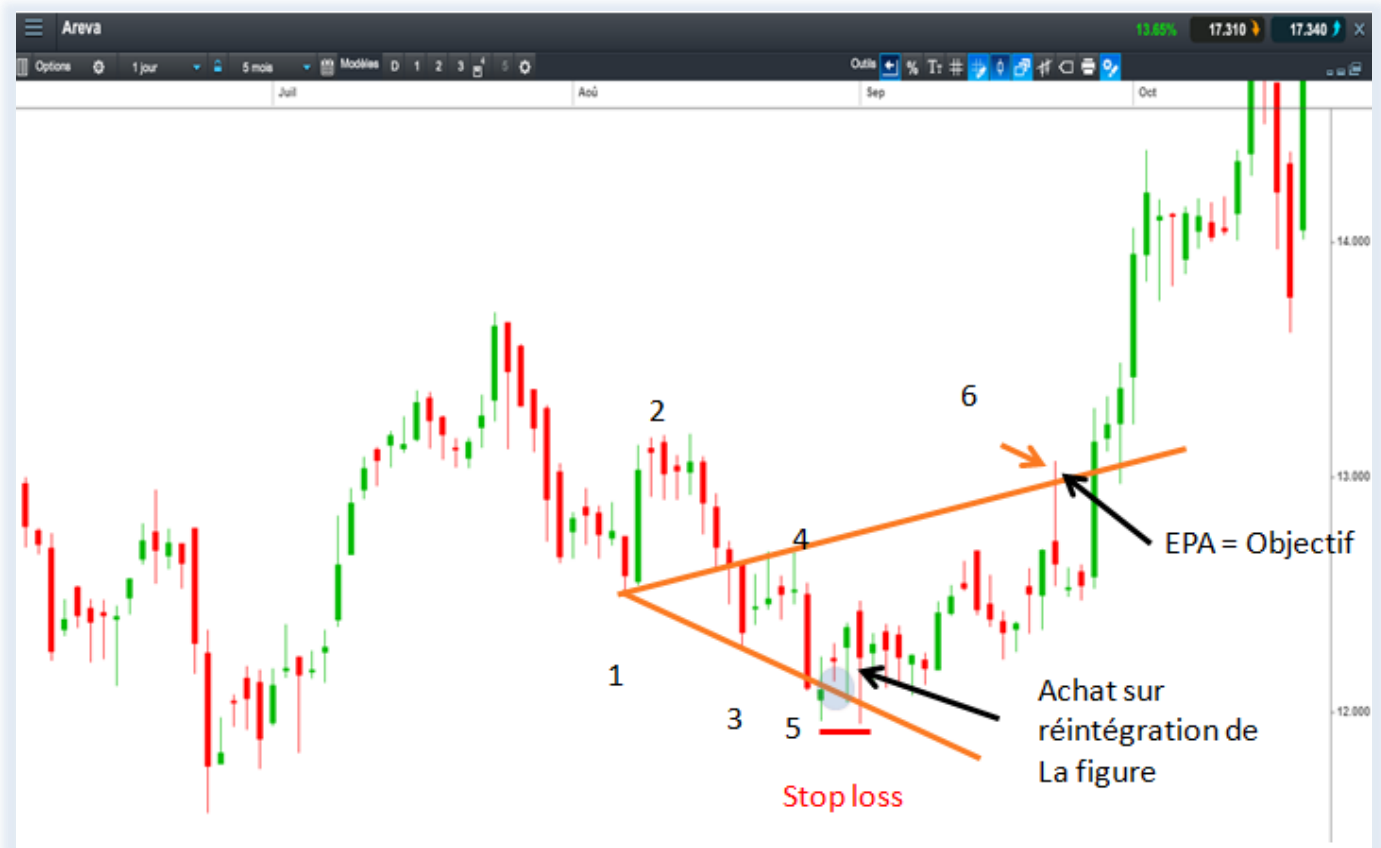 Areva
13.65%
17.310
17.340
Options
1 jour
5 mois
Modèles D 1 2 3 4 5
Outils
%
Juil
Aoû
Sep
Oct
14.000
2
6
13.000
4
EPA = Objectif
1
Achat sur
réintégration de
La figure
3
5
12.000
Stop loss